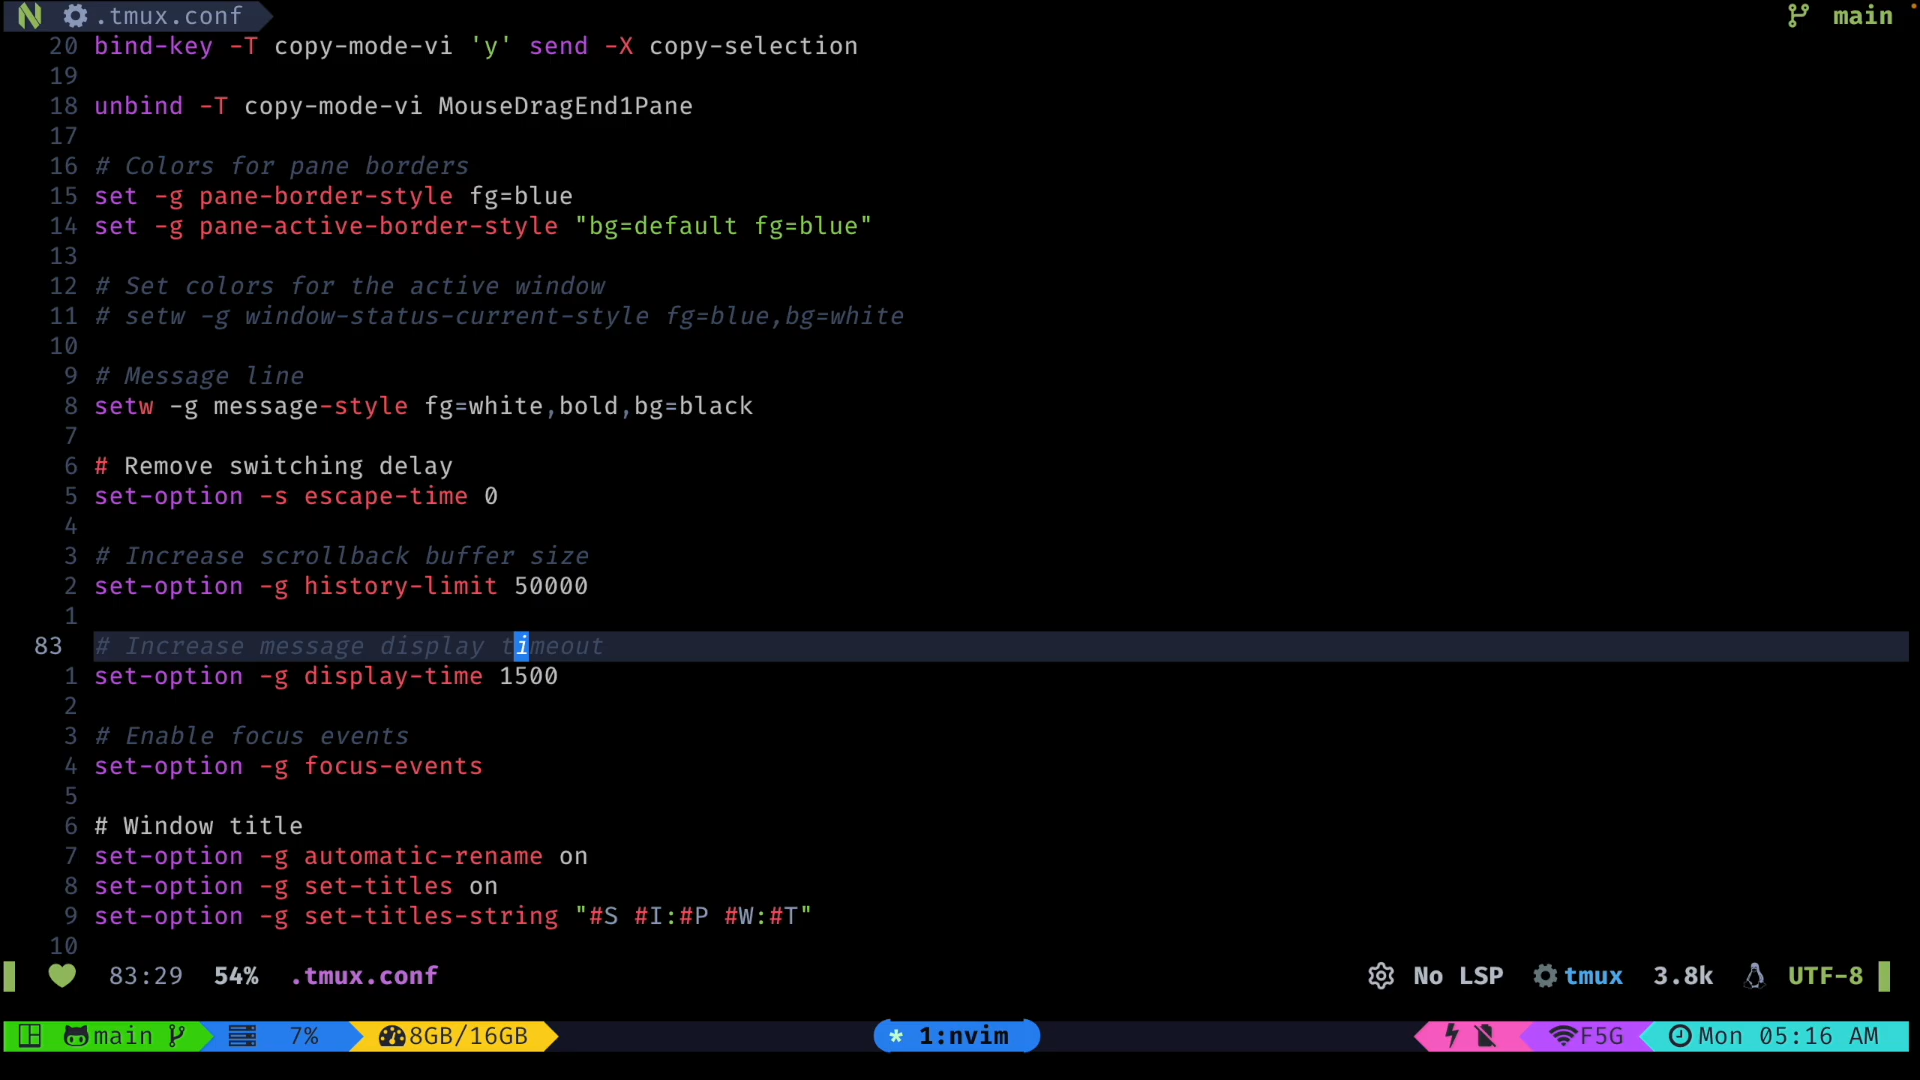 .tmux.conf main
20 bind-key -T copy-mode-vi 'y' send -X copy-selection
19
18 unbind -T copy-mode-vi MouseDragEnd1Pane
17
16 # Colors for pane borders
15 set -g pane-border-style fg=blue
14 set -g pane-active-border-style "bg=default fg=blue"
13
12 # Set colors for the active window
11 # setw -g window-status-current-style fg=blue,bg=white
10
9 # Message line
8 setw -g message-style fg=white,bold,bg=black
7
6 # Remove switching delay
5 set-option -s escape-time 0
4
3 # Increase scrollback buffer size
2 set-option -g history-limit 50000
1
83 # Increase message display timeout
1 set-option -g display-time 1500
2
3 # Enable focus events
4 set-option -g focus-events
5
6 # Window title
7 set-option -g automatic-rename on
8 set-option -g set-titles on
9 set-option -g set-titles-string "#S #I:#P #W:#T"
10
83:29 54% .tmux.conf No LSP tmux 3.8k UTF-8
main 7% 8GB/16GB * 1:nvim F5G Mon 05:16 AM